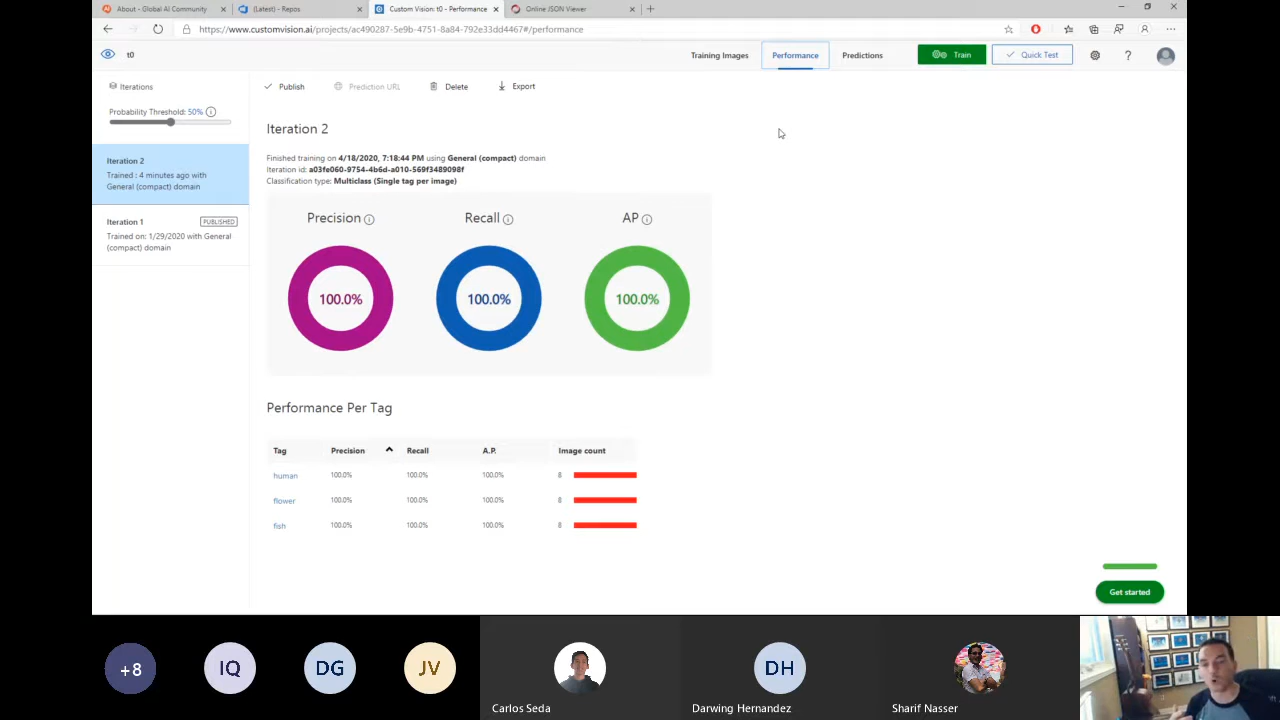 About - Global AI Community
(Latest) - Repos
Custom Vision: t0 - Performance
Online JSON Viewer
https://www.customvision.ai/projects/ac490287-5e9b-4751-8a84-792e33dd4467#/performance
t0
Training Images
Performance
Predictions
Train
Quick Test
Iterations
Probability Threshold: 50%
Publish
Prediction URL
Delete
Export
Iteration 2
Trained : 4 minutes ago with
General (compact) domain
Iteration 1
PUBLISHED
Trained on: 1/29/2020 with General
(compact) domain
Iteration 2
Finished training on 4/18/2020, 7:18:44 PM using General (compact) domain
Iteration id: a03fe060-9754-4b6d-a010-569f3489098f
Classification type: Multiclass (Single tag per image)
Precision
Recall
AP
100.0%
100.0%
100.0%
Performance Per Tag
Tag Precision Recall A.P. Image count
human 100.0% 100.0% 100.0% 8
flower 100.0% 100.0% 100.0% 8
fish 100.0% 100.0% 100.0% 8
Get started
+8
IQ
DG
JV
DH
Carlos Seda
Darwing Hernandez
Sharif Nasser